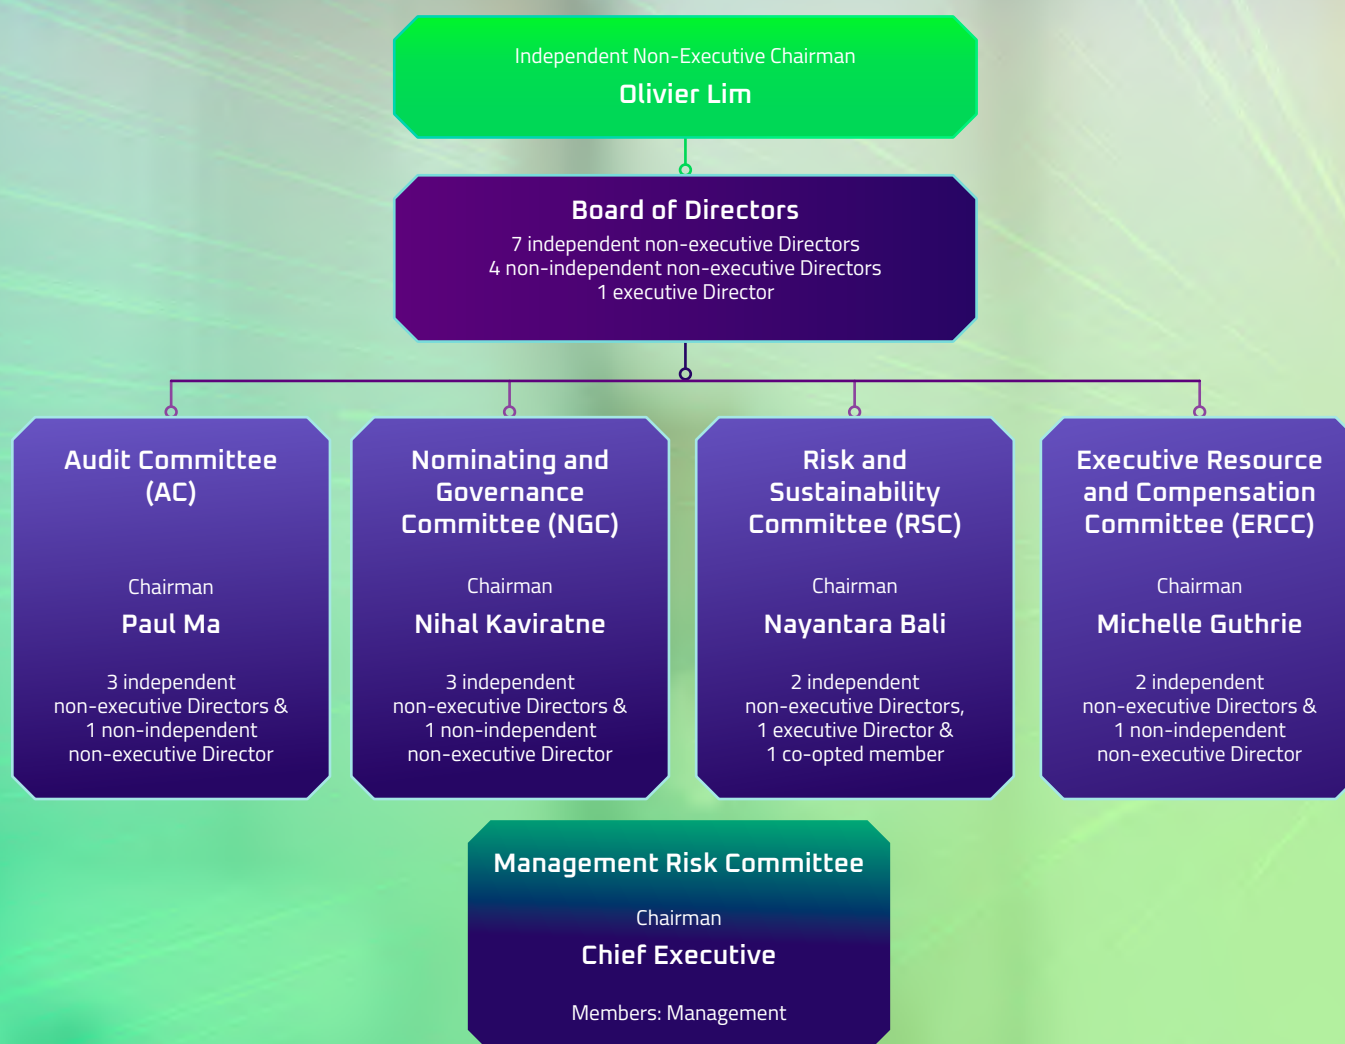 Independent Non-Executive Chairman
Olivier Lim
Board of Directors
7 independent non-executive Directors
4 non-independent non-executive Directors
1 executive Director
Audit Committee
(AC)
Chairman
Paul Ma
3 independent
non-executive Directors &
1 non-independent
non-executive Director
Nominating and
Governance
Committee (NGC)
Chairman
Nihal Kaviratne
3 independent
non-executive Directors &
1 non-independent
non-executive Director
Risk and
Sustainability
Committee (RSC)
Chairman
Nayantara Bali
2 independent
non-executive Directors,
1 executive Director &
1 co-opted member
Executive Resource
and Compensation
Committee (ERCC)
Chairman
Michelle Guthrie
2 independent
non-executive Directors &
1 non-independent
non-executive Director
Management Risk Committee
Chairman
Chief Executive
Members: Management